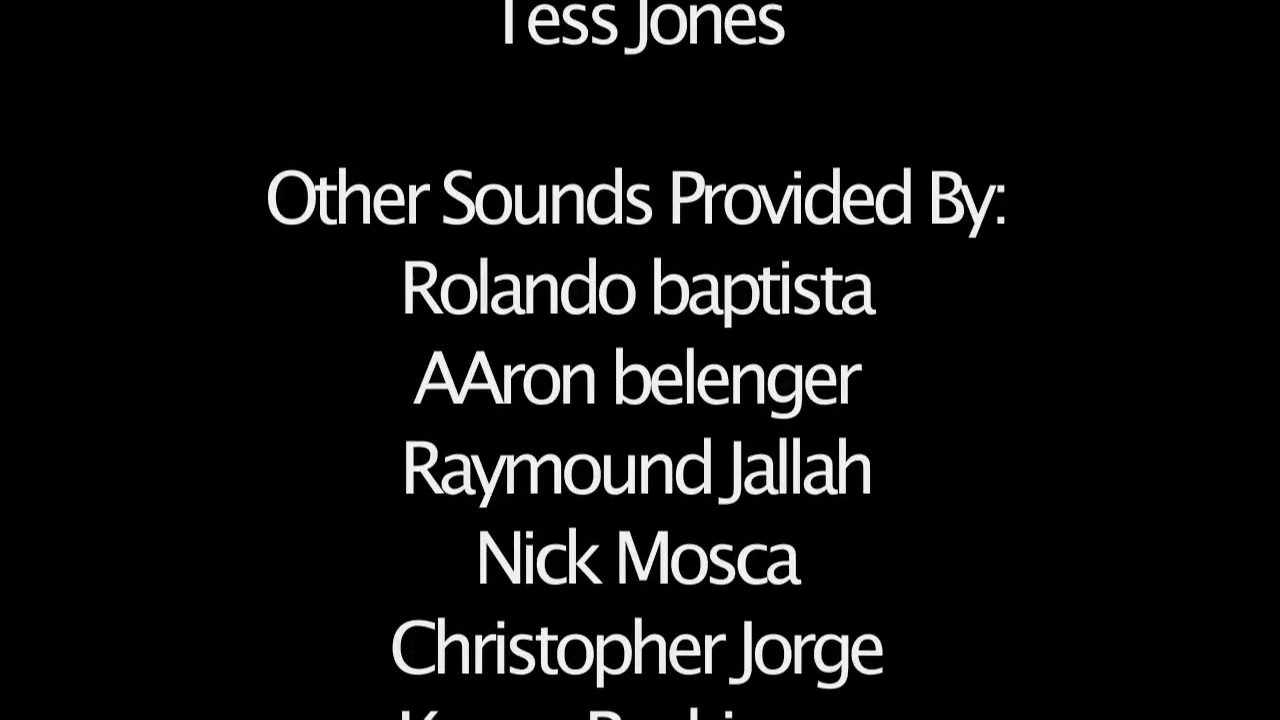 Tess Jones
Other Sounds Provided By:
Rolando baptista
AAron belenger
Raymound Jallah
Nick Mosca
Christopher Jorge